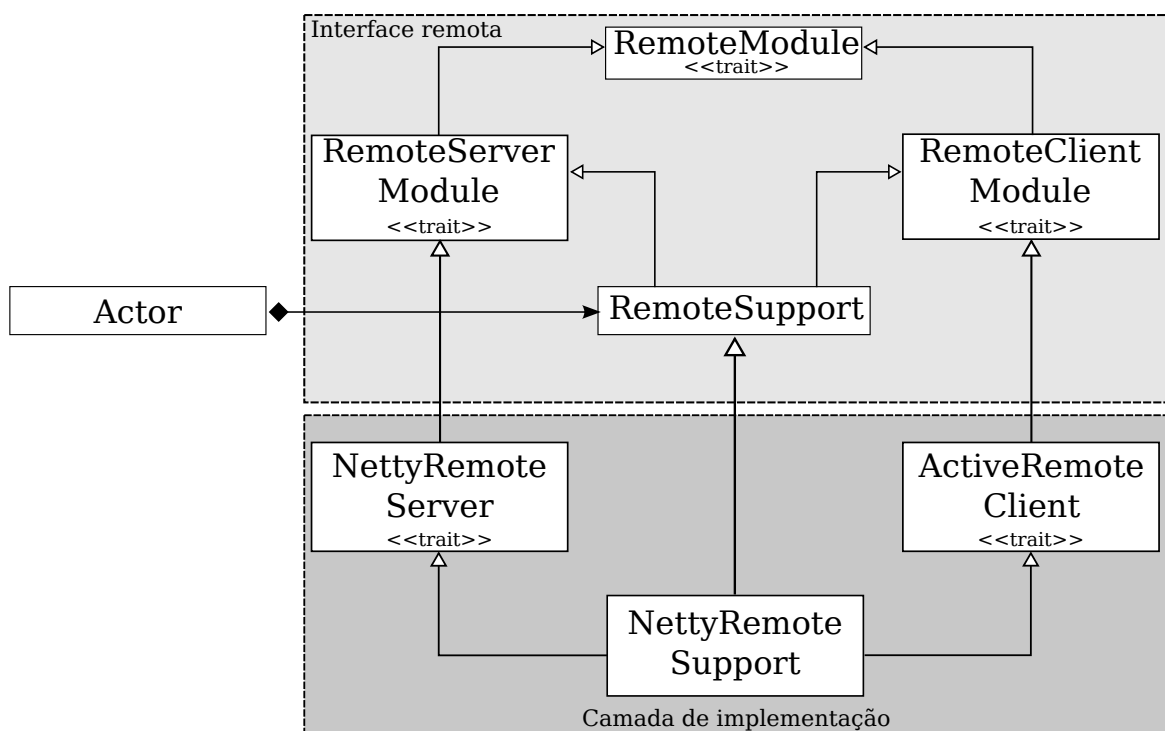 Interface remota
RemoteModule
<<trait>>
RemoteServer
Module
<<trait>>
RemoteClient
Module
<<trait>>
Actor
RemoteSupport
NettyRemote
Server
<<trait>>
ActiveRemote
Client
<<trait>>
NettyRemote
Support
Camada de implementação